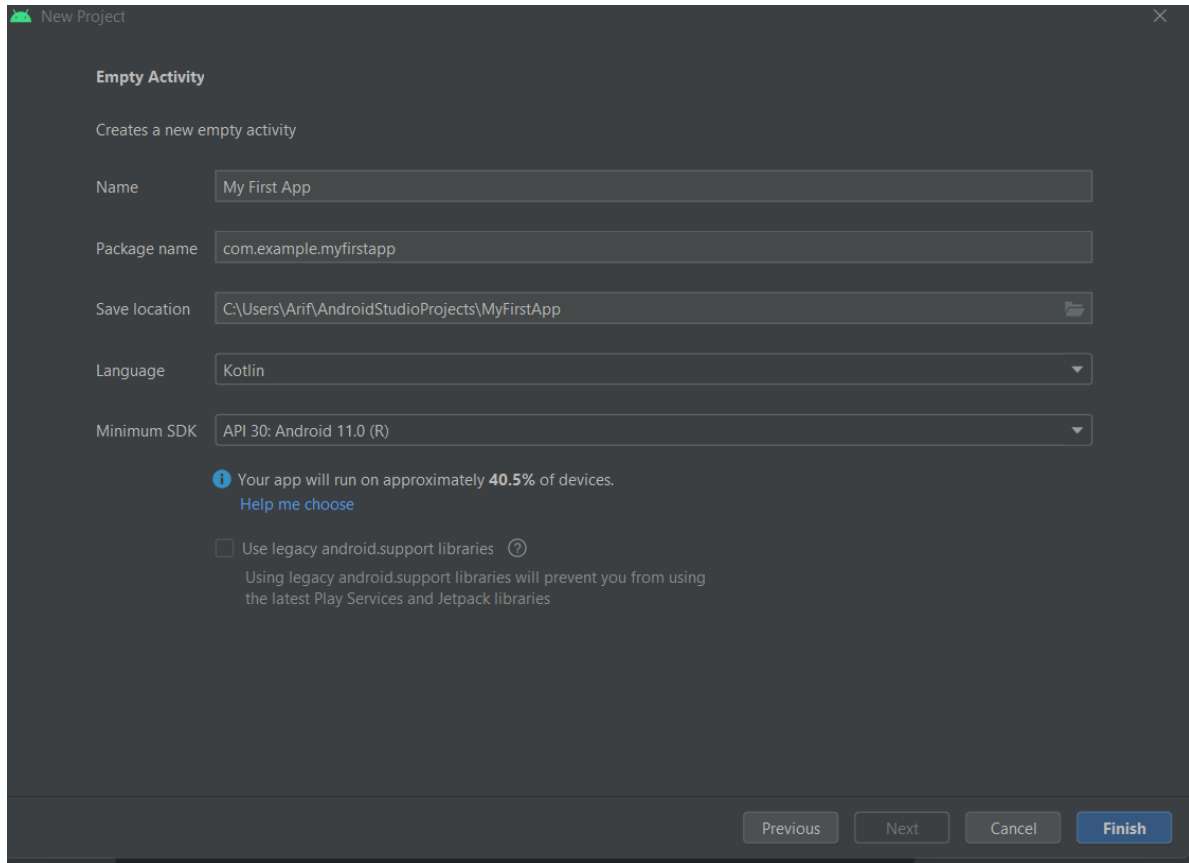 New Project
Empty Activity
Creates a new empty activity
Name My First App
Package name com.example.myfirstapp
Save location C:\Users\Arif\AndroidStudioProjects\MyFirstApp
Language Kotlin
Minimum SDK API 30: Android 11.0 (R)
Your app will run on approximately 40.5% of devices.
Help me choose
Use legacy android.support libraries
Using legacy android.support libraries will prevent you from using
the latest Play Services and Jetpack libraries
Previous Next Cancel Finish